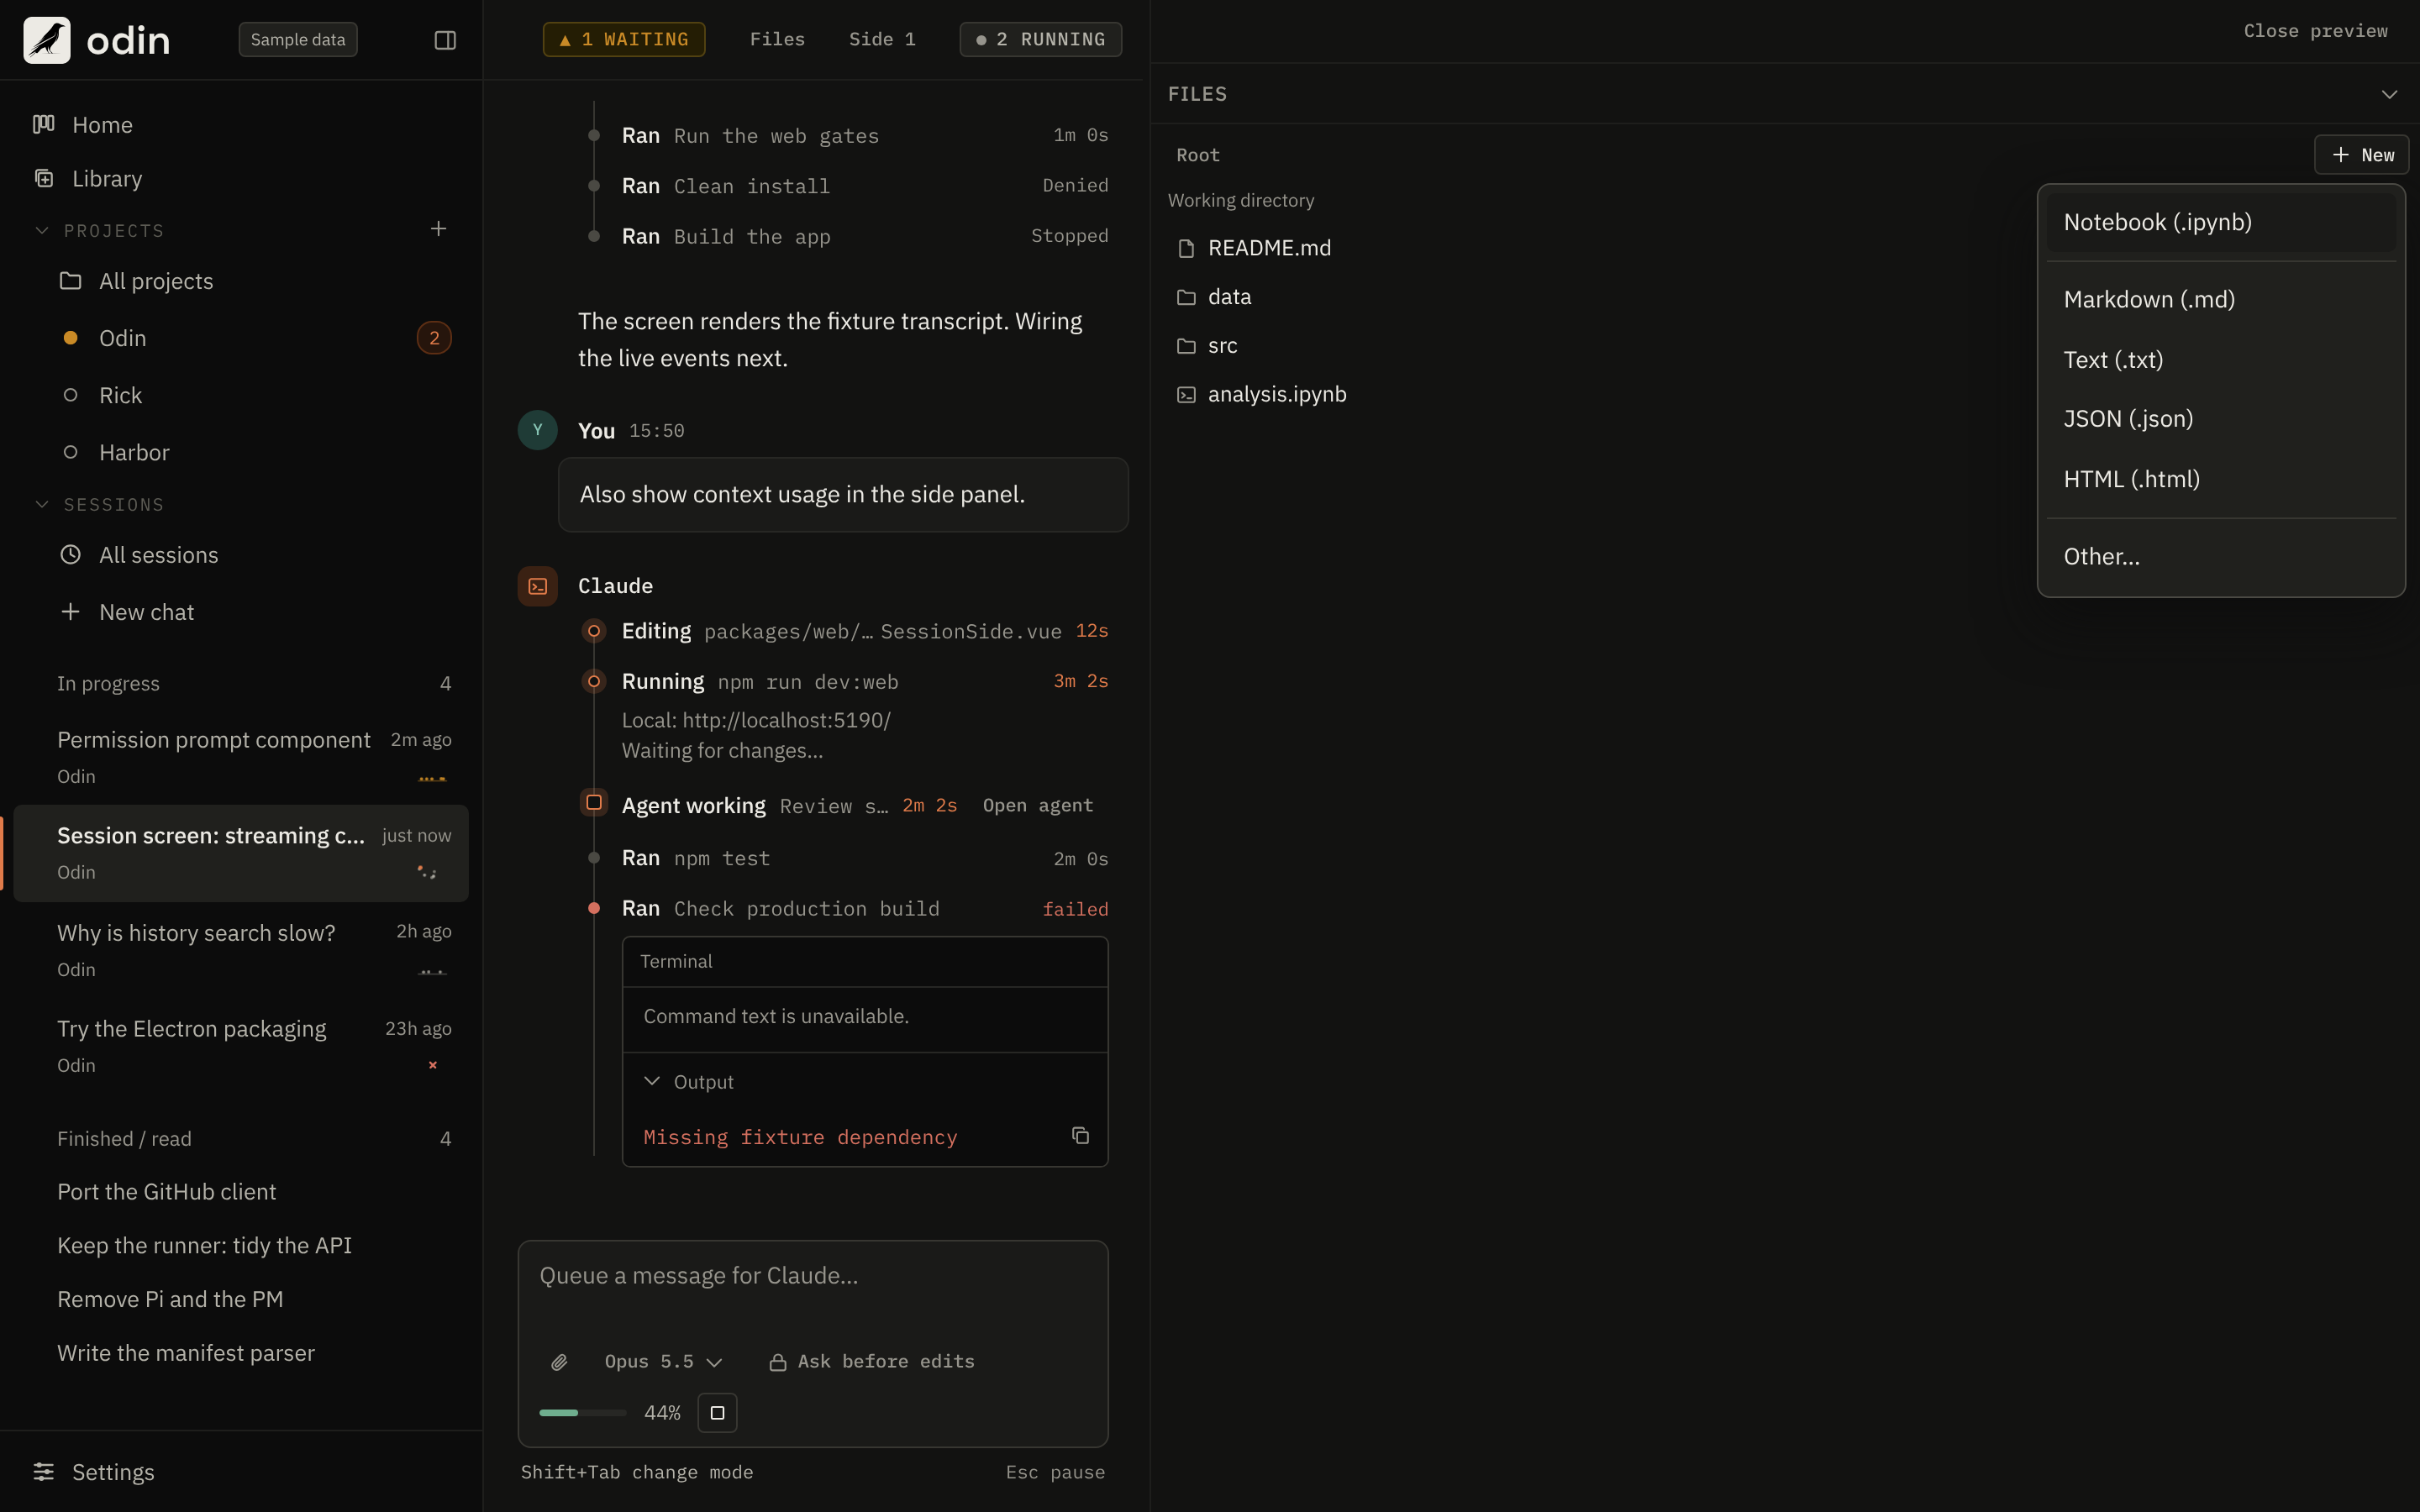 odin
Sample data
Home
Library
PROJECTS
All projects
Odin
2
Rick
Harbor
SESSIONS
All sessions
New chat
In progress
4
Permission prompt component
2m ago
Odin
Session screen: streaming c...
just now
Odin
Why is history search slow?
2h ago
Odin
Try the Electron packaging
23h ago
Odin
Finished / read
4
Port the GitHub client
Keep the runner: tidy the API
Remove Pi and the PM
Write the manifest parser
Settings
▲ 1 WAITING
Files
Side 1
● 2 RUNNING
Ran Run the web gates 1m 0s
Ran Clean install Denied
Ran Build the app Stopped
The screen renders the fixture transcript. Wiring
the live events next.
Y
You 15:50
Also show context usage in the side panel.
Claude
Editing packages/web/… SessionSide.vue 12s
Running npm run dev:web 3m 2s
Local: http://localhost:5190/
Waiting for changes...
Agent working Review s… 2m 2s Open agent
Ran npm test 2m 0s
Ran Check production build failed
Terminal
Command text is unavailable.
Output
Missing fixture dependency
Queue a message for Claude...
Opus 5.5
Ask before edits
44%
Shift+Tab change mode
Esc pause
Close preview
FILES
Root
+ New
Working directory
README.md
data
src
analysis.ipynb
Notebook (.ipynb)
Markdown (.md)
Text (.txt)
JSON (.json)
HTML (.html)
Other...